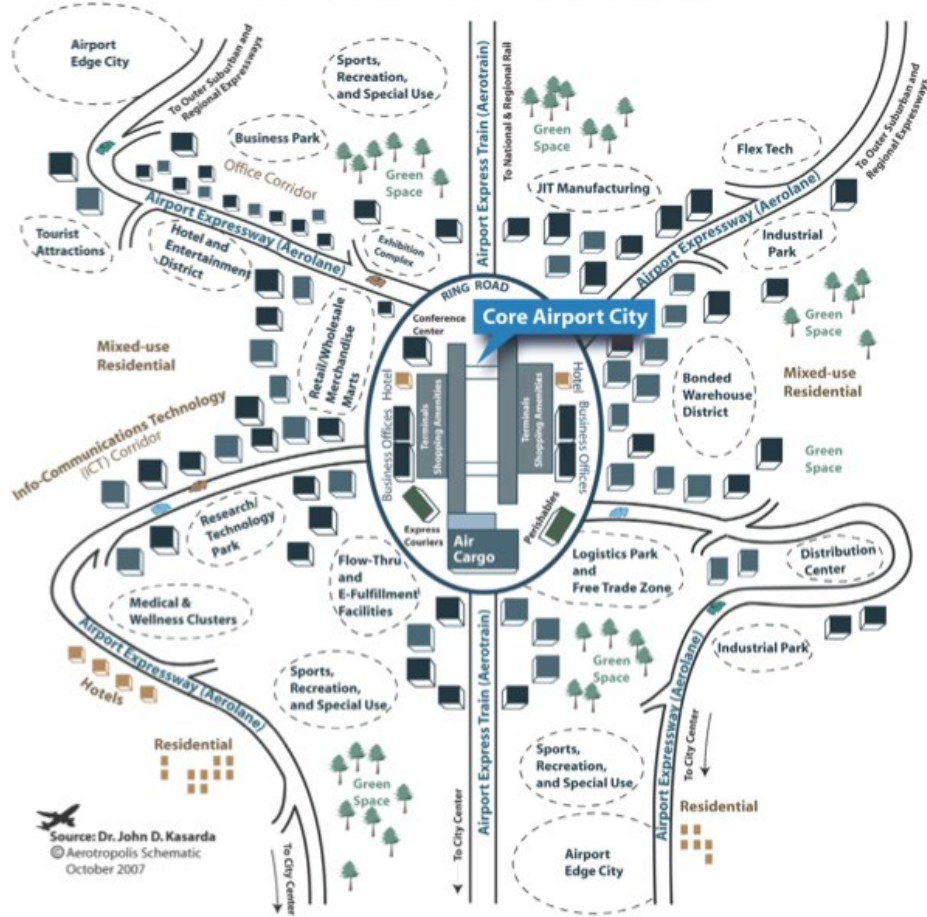 Airport
Edge City
To Outer Suburban and
Regional Expressways
Sports,
Recreation,
and Special Use
Airport Express Train (Aerotrain)
To National & Regional Rail
Green
Space
Flex Tech
To Outer Suburban and
Regional Expressways
Business Park
Office Corridor
Green
Space
JIT Manufacturing
Airport Expressway (Aerolane)
Airport Expressway (Aerolane)
Tourist
Attractions
Hotel and
Entertainment
District
Exhibition
Complex
Industrial
Park
RING ROAD
Core Airport City
Conference
Center
Green
Space
Mixed-use
Residential
Retail/Wholesale
Merchandise
Marts
Hotel
Terminals
Shopping Amenities
Terminals
Shopping Amenities
Hotel
Bonded
Warehouse
District
Mixed-use
Residential
Info-Communications Technology
(ICT) Corridor
Business Offices
Business Offices
Green
Space
Research/
Technology
Park
Express
Couriers
Air
Cargo
Perishables
Flow-Thru
and
E-Fulfillment
Facilities
Logistics Park
and
Free Trade Zone
Distribution
Center
Medical &
Wellness Clusters
Airport Expressway (Aerolane)
Hotels
Sports,
Recreation,
and Special Use
Airport Express Train (Aerotrain)
Green
Space
Industrial Park
Airport Expressway (Aerolane)
To City Center
Residential
Green
Space
Sports,
Recreation,
and Special Use
Residential
To City Center
To City Center
Airport
Edge City
Source: Dr. John D. Kasarda
© Aerotropolis Schematic
October 2007